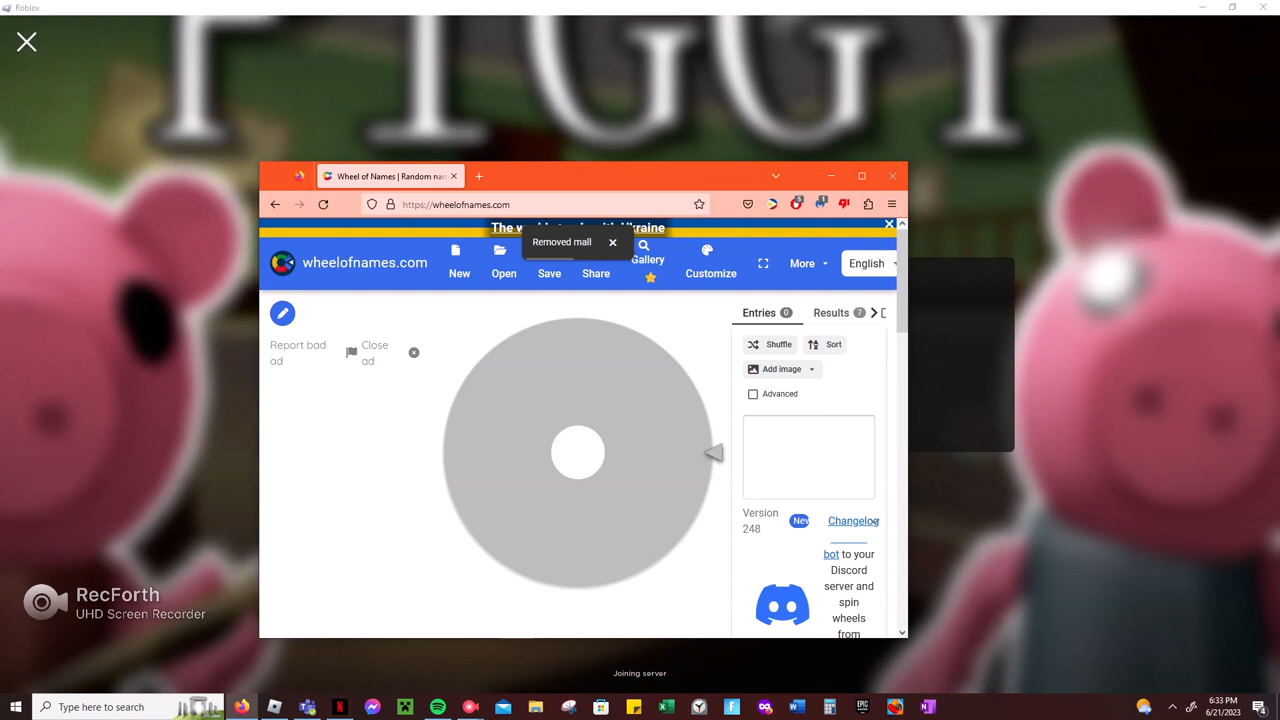 Roblox
PIGGY
Wheel of Names | Random nam
https://wheelofnames.com
Removed mall
wheelofnames.com
New
Open
Save
Share
Gallery
Customize
More
English
Report bad
ad
Close
ad
Entries 0
Results 7
Shuffle
Sort
Add image
Advanced
Version
248
New
Changelog
bot to your
Discord
server and
spin
wheels
from
RecForth
UHD Screen Recorder
Joining server
Type here to search
6:33 PM
6/21/2023